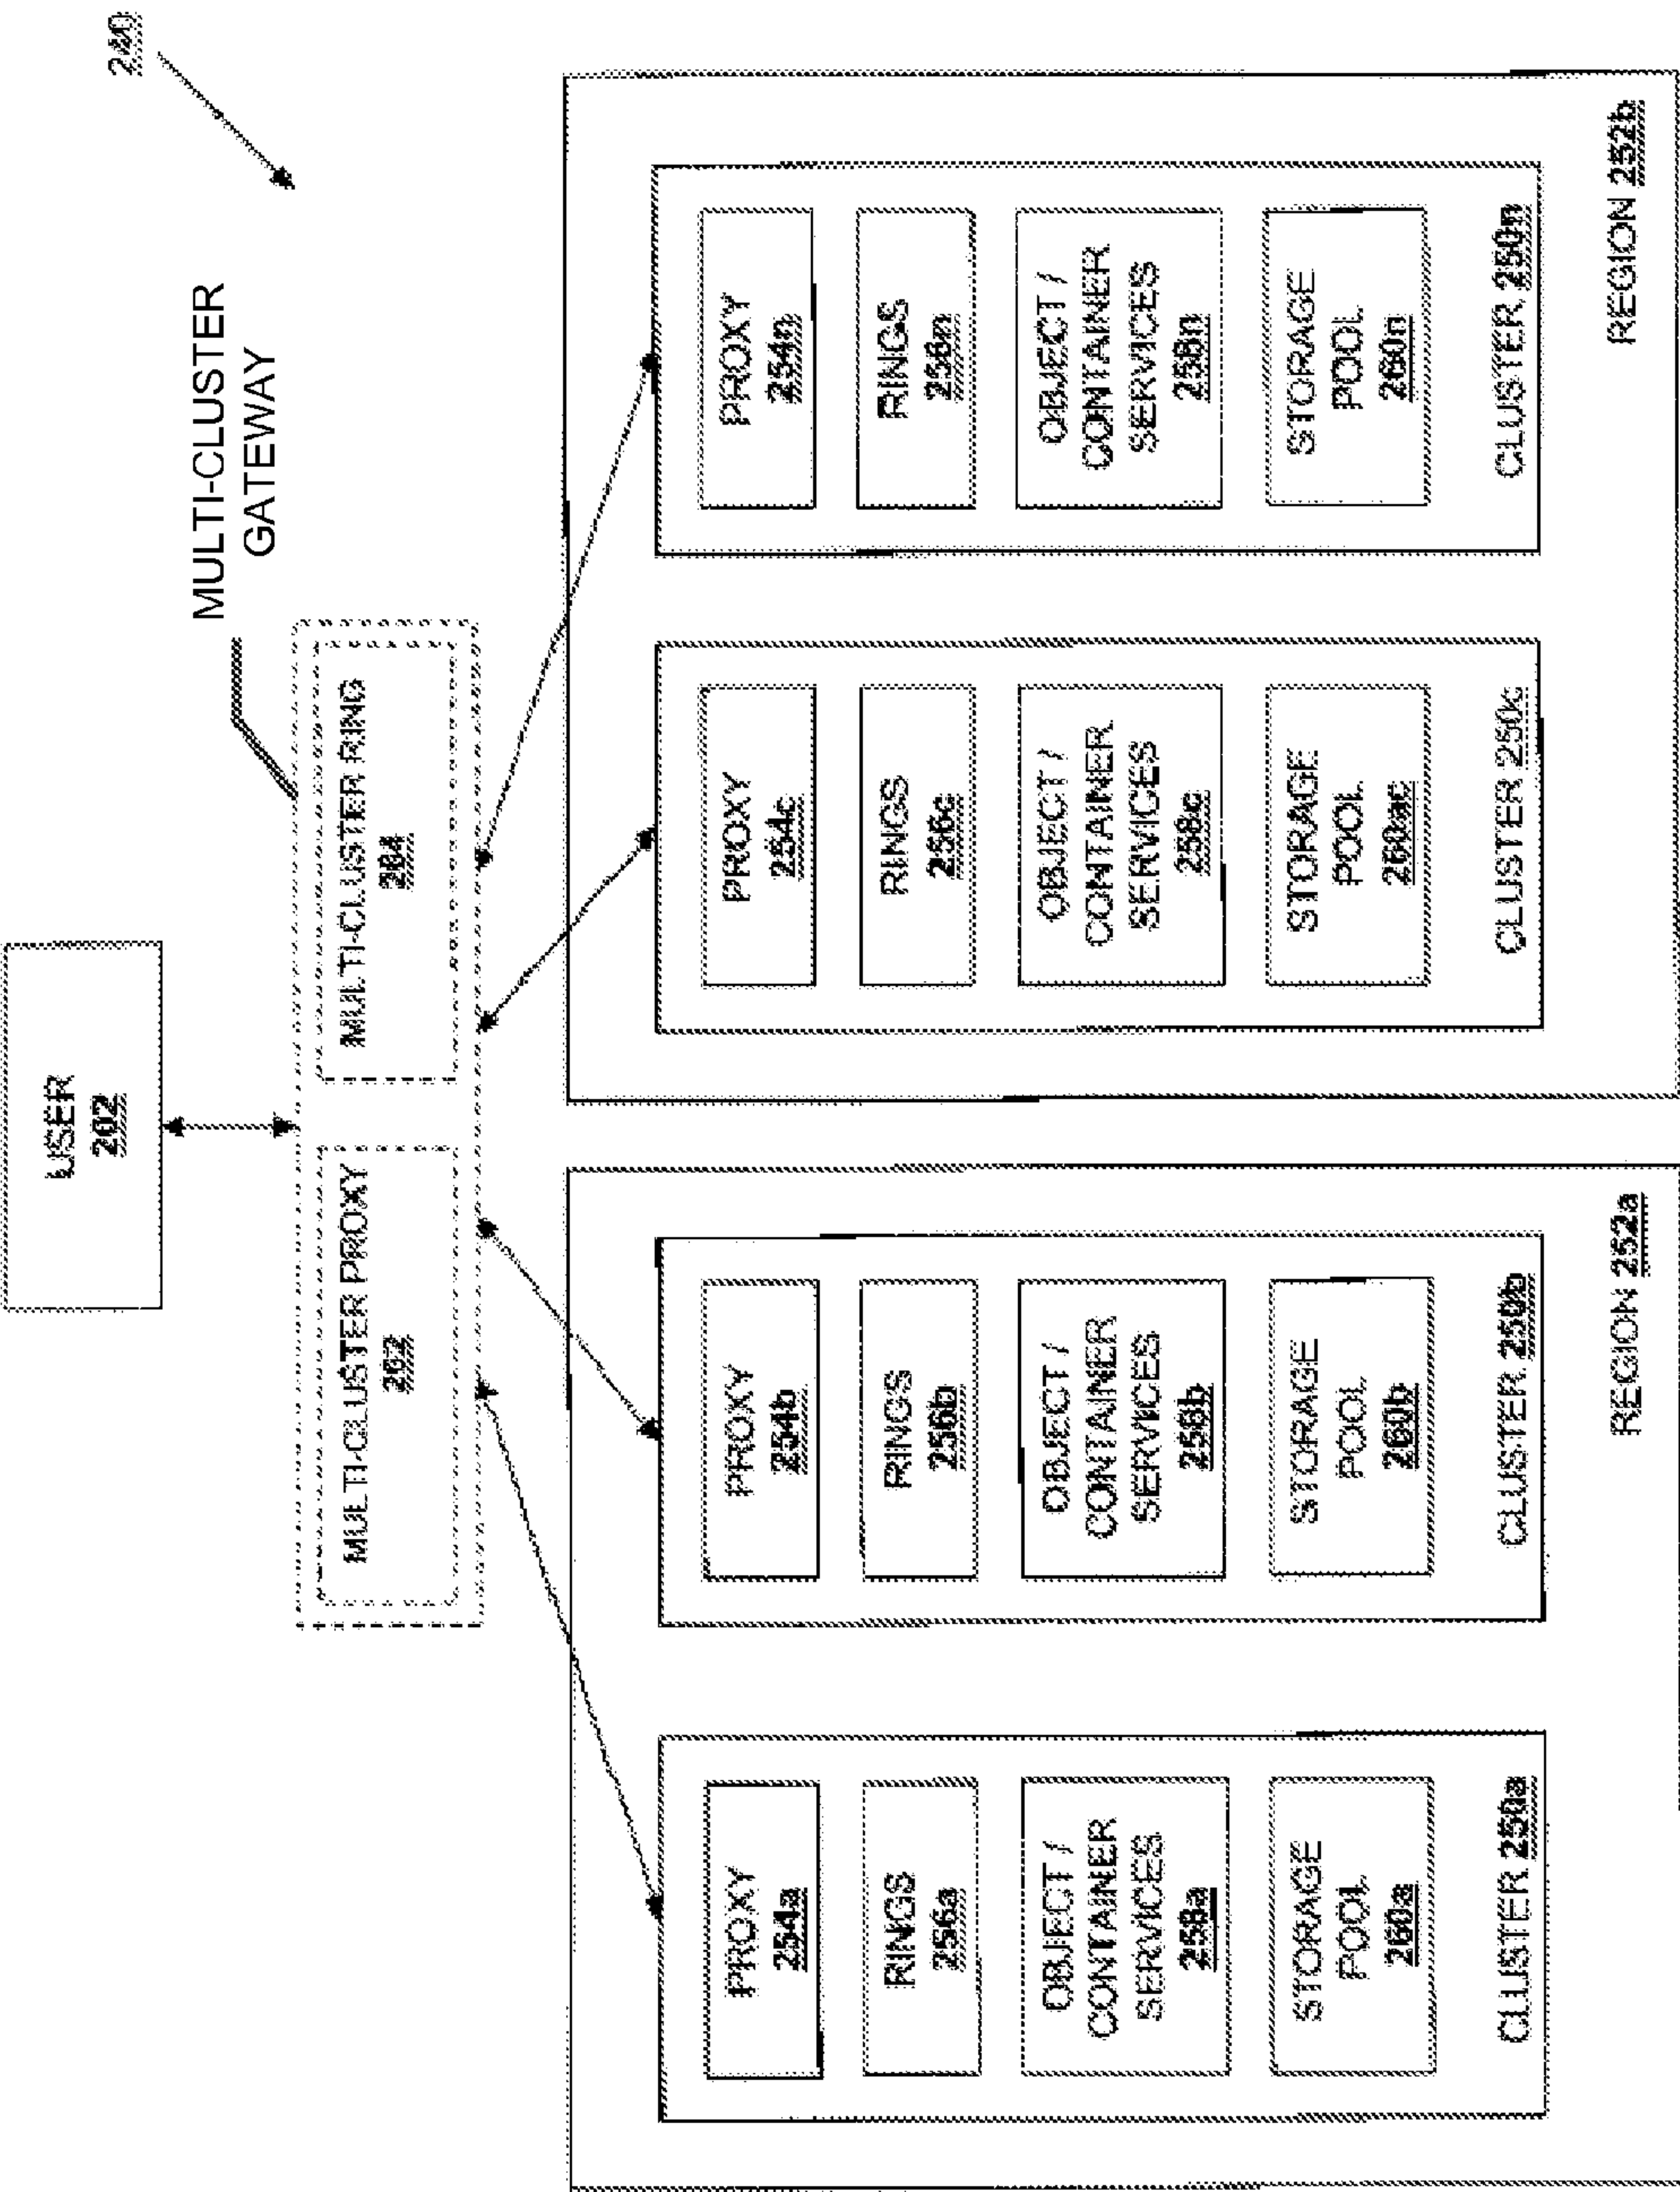 240
USER
202
MULTI-CLUSTER
GATEWAY
MULTI-CLUSTER PROXY
MULTI-CLUSTER RING
PROXY
254a
RINGS
256a
OBJECT /
CONTAINER
SERVICES
258a
STORAGE
POOL
260a
CLUSTER 250a
PROXY
254b
RINGS
256b
OBJECT /
CONTAINER
SERVICES
258b
STORAGE
POOL
260b
CLUSTER 250b
REGION 252a
PROXY
254c
RINGS
256c
OBJECT /
CONTAINER
SERVICES
258c
STORAGE
POOL
260ac
CLUSTER 250c
PROXY
254n
RINGS
256n
OBJECT /
CONTAINER
SERVICES
258n
STORAGE
POOL
260n
CLUSTER 250n
REGION 252b